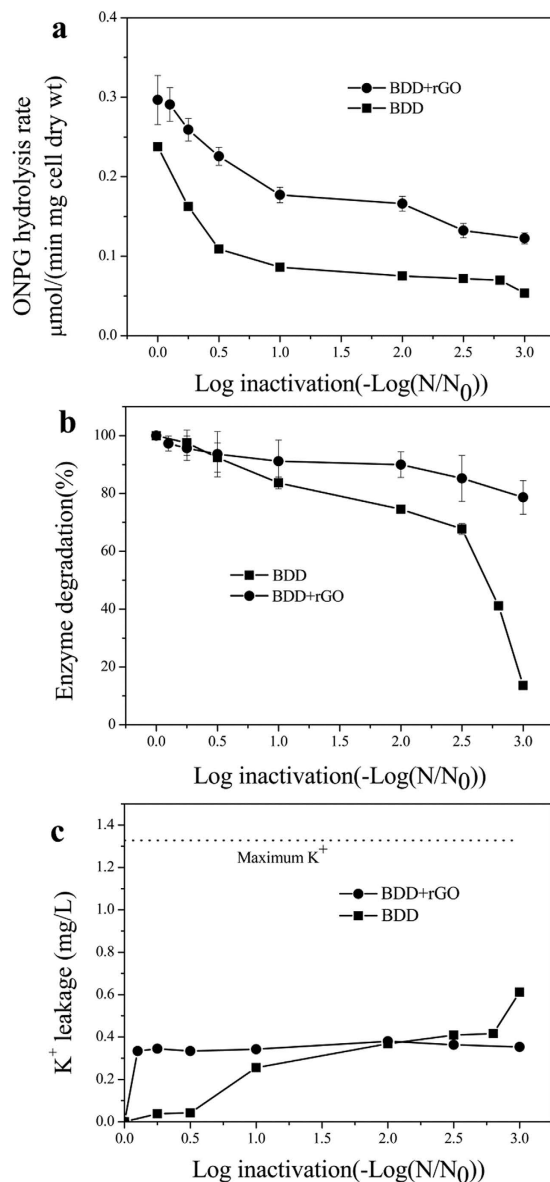 a
0.4
0.3
0.2
0.1
0.0
ONPG hydrolysis rate
μmol/(min mg cell dry wt)
BDD+rGO
BDD
0.0 0.5 1.0 2.0 2.5 3.0
Log inactivation(-Log(N/N0))
b
100
80
60
40
20
0
Enzyme degradation(%)
BDD
BDD+rGO
0.0 0.5 1.0 2.0 2.5 3.0
Log inactivation(-Log(N/N0))
c
1.4
1.2
1.0
0.8
0.6
0.4
0.2
0.0
K+ leakage (mg/L)
Maximum K+
BDD+rGO
BDD
0.0 0.5 1.0 1.5 2.0 2.5 3.0
Log inactivation(-Log(N/N0))